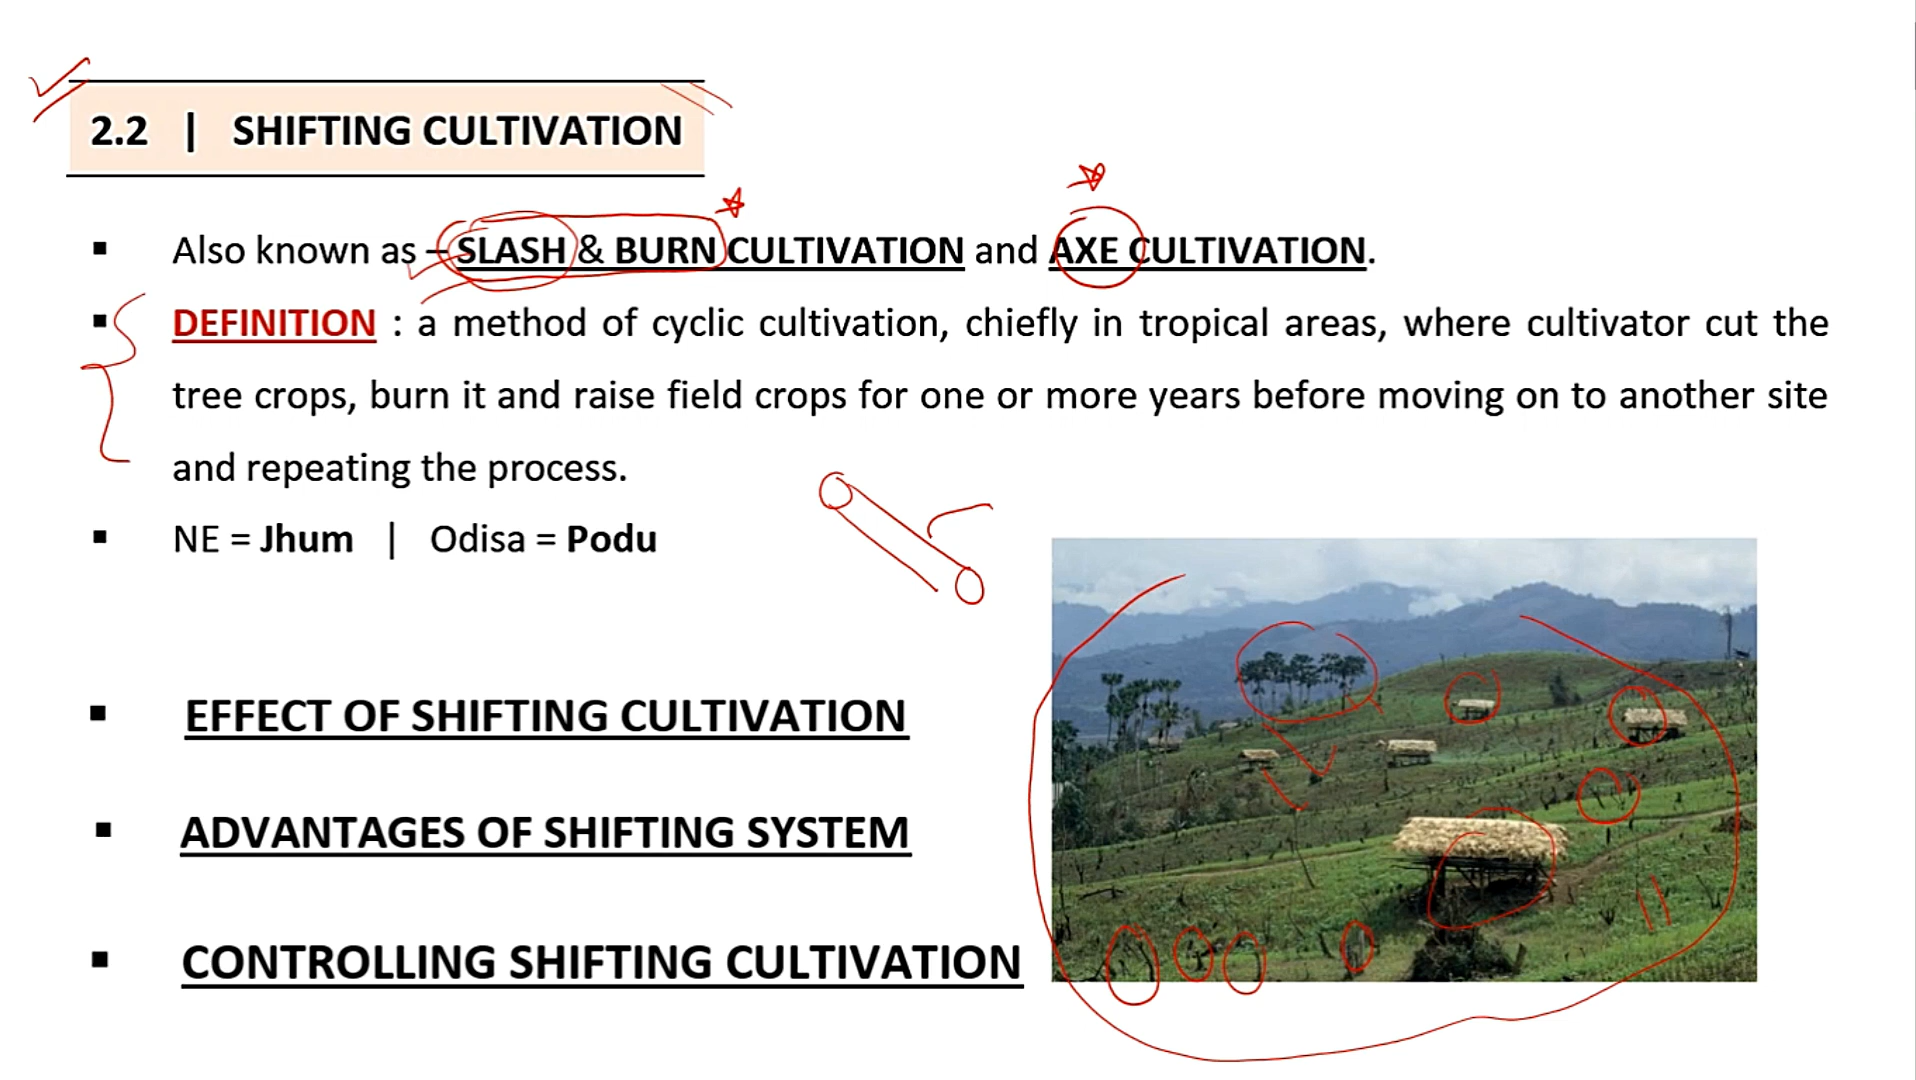 2.2 | SHIFTING CULTIVATION
▪ Also known as – SLASH & BURN CULTIVATION and AXE CULTIVATION.
▪ DEFINITION : a method of cyclic cultivation, chiefly in tropical areas, where cultivator cut the
tree crops, burn it and raise field crops for one or more years before moving on to another site
and repeating the process.
▪ NE = Jhum | Odisa = Podu
▪ EFFECT OF SHIFTING CULTIVATION
▪ ADVANTAGES OF SHIFTING SYSTEM
▪ CONTROLLING SHIFTING CULTIVATION